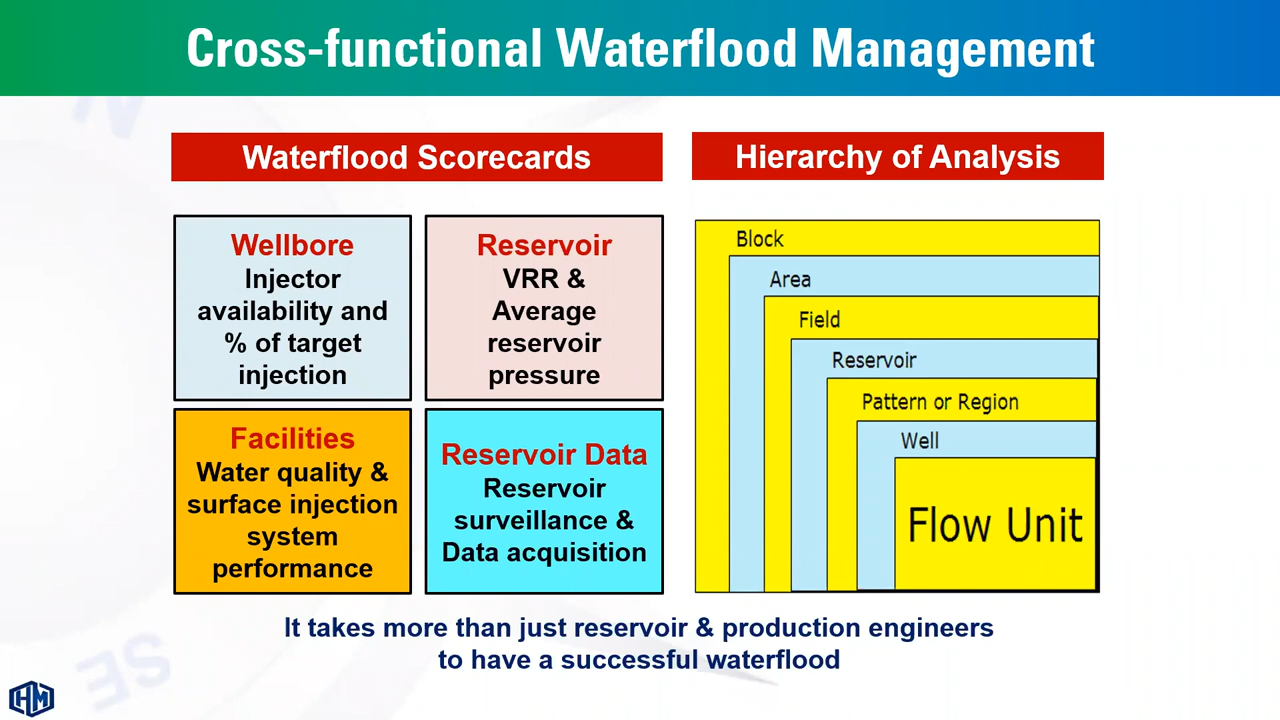 Cross-functional Waterflood Management
Waterflood Scorecards
Wellbore
Injector
availability and
% of target
injection
Reservoir
VRR &
Average
reservoir
pressure
Facilities
Water quality &
surface injection
system
performance
Reservoir Data
Reservoir
surveillance &
Data acquisition
Hierarchy of Analysis
Block
Area
Field
Reservoir
Pattern or Region
Well
Flow Unit
It takes more than just reservoir & production engineers
to have a successful waterflood
HM
N
SE